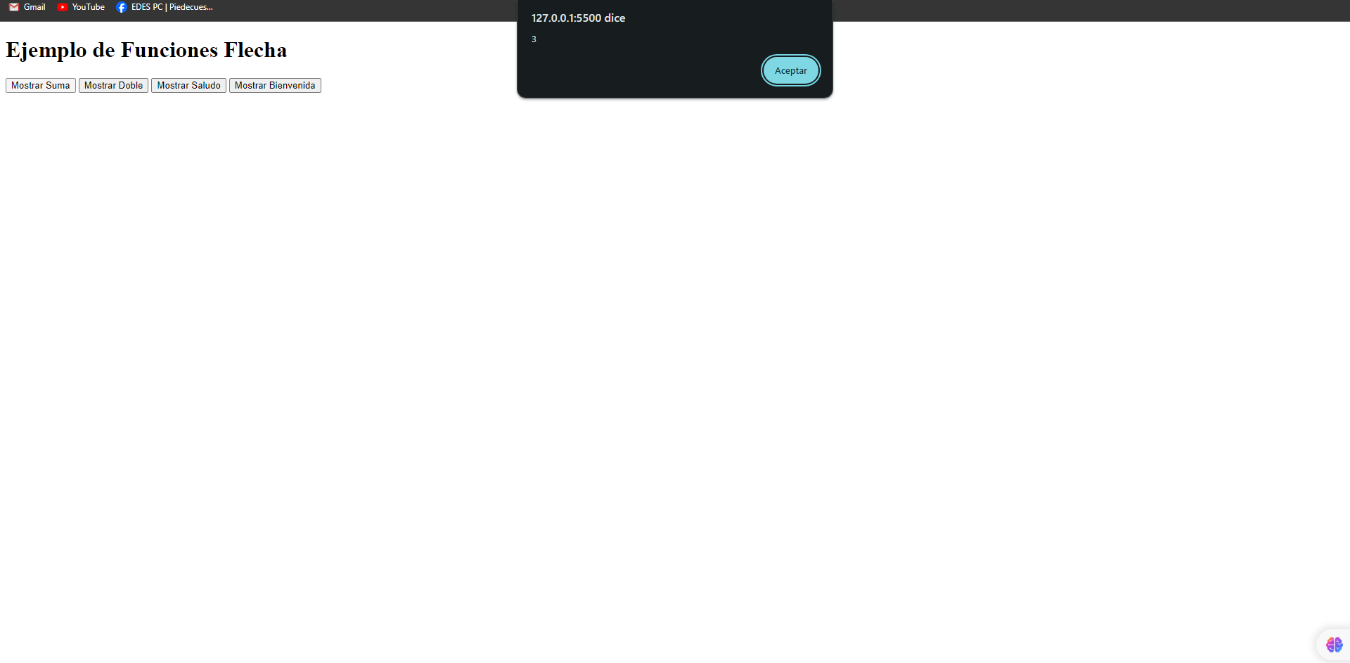 Gmail YouTube EDES PC | Piedecues...
127.0.0.1:5500 dice
3
Aceptar
Ejemplo de Funciones Flecha
Mostrar Suma Mostrar Doble Mostrar Saludo Mostrar Bienvenida